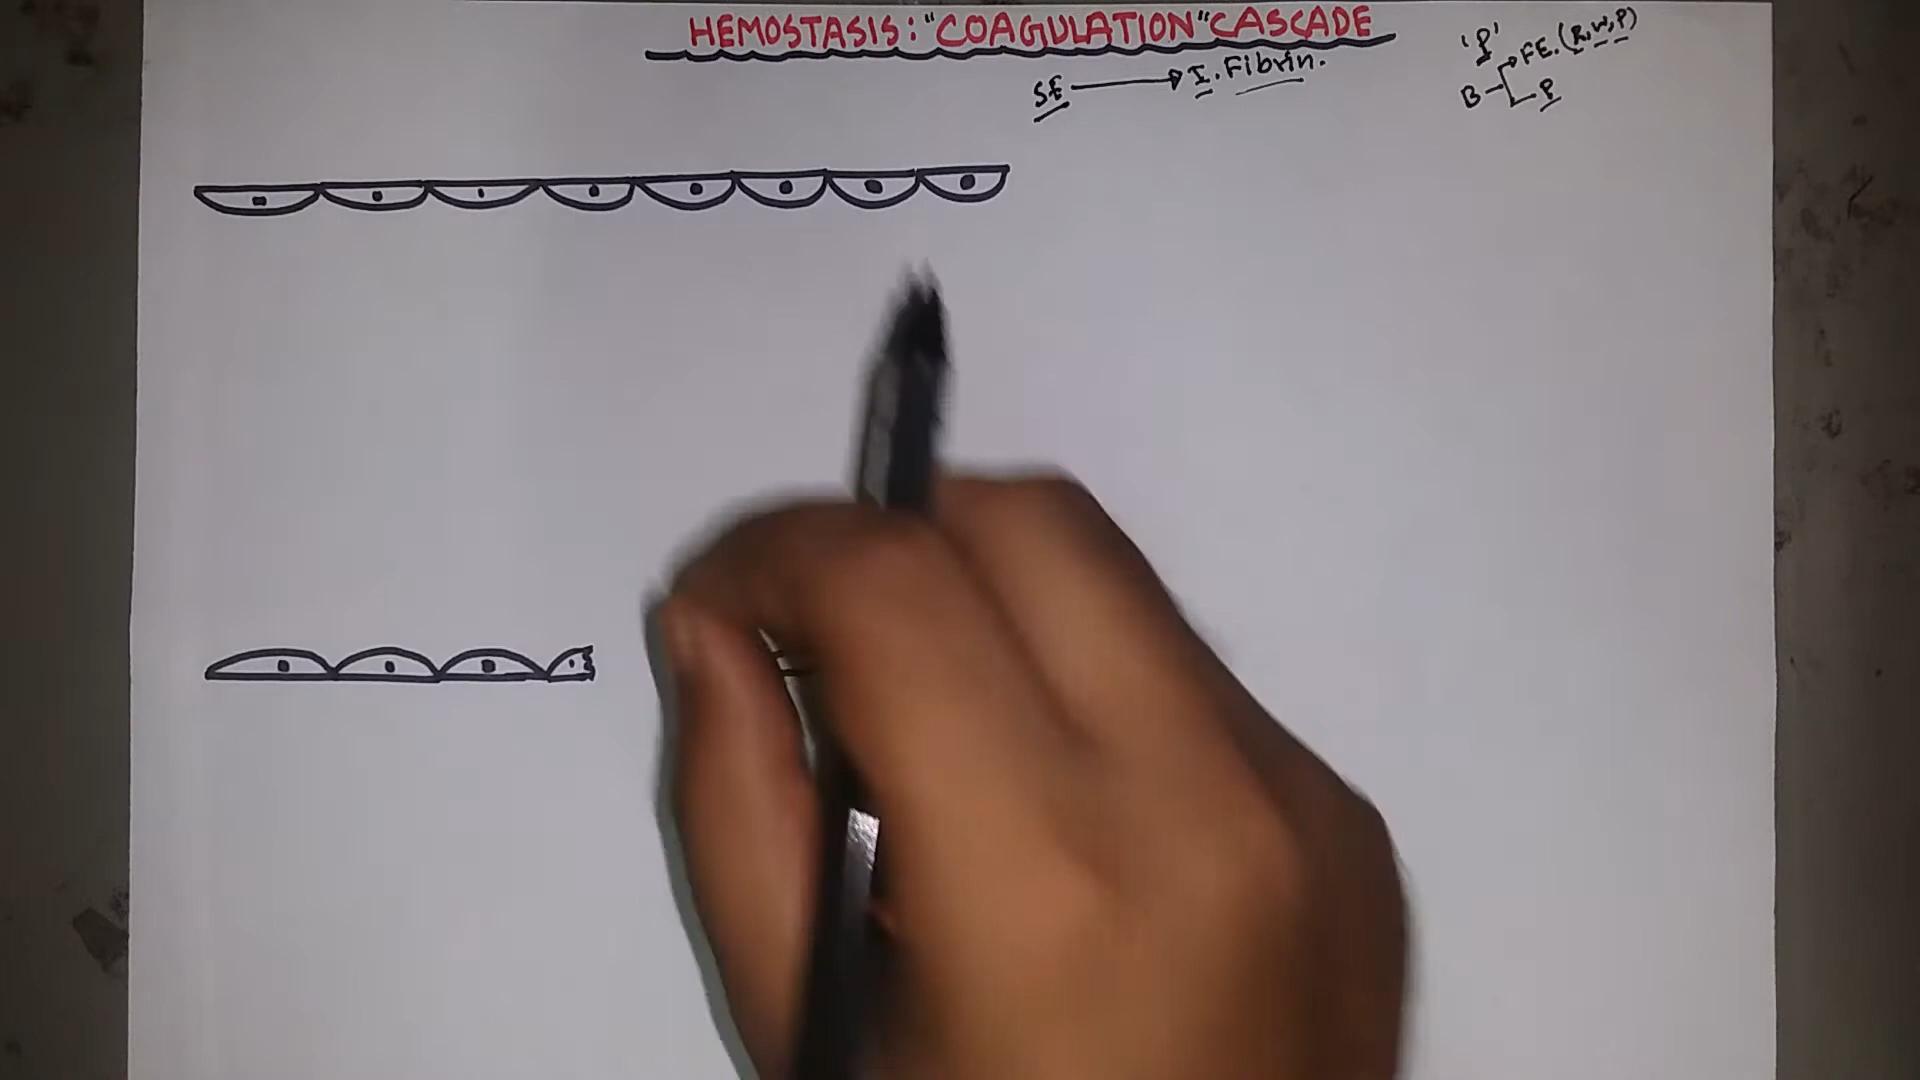 HEMOSTASIS: "COAGULATION" CASCADE
SF → I. Fibrin.
'P'
FE. (R, W, P)
B
P